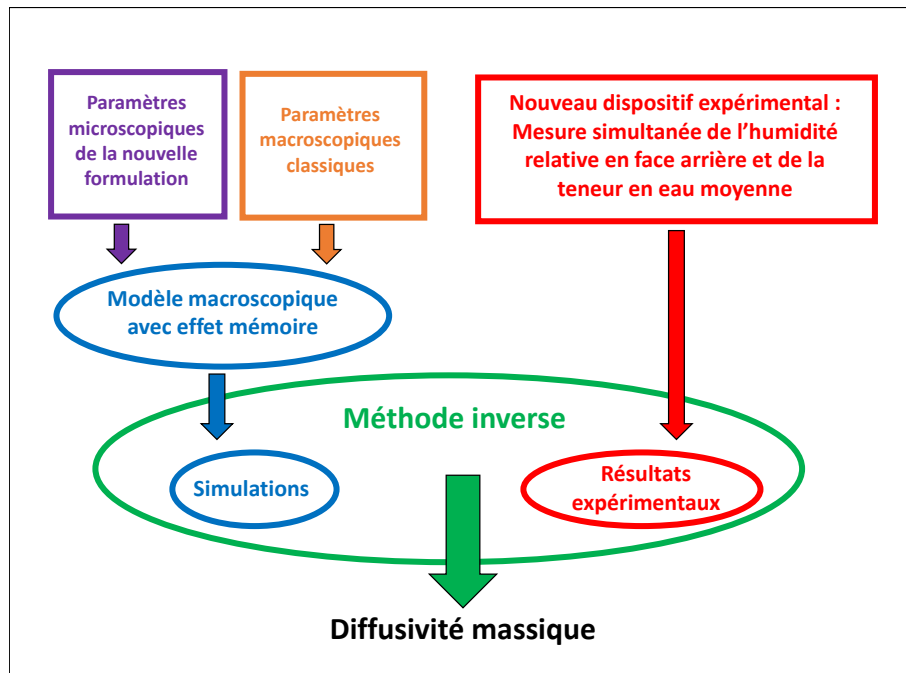 Paramètres
microscopiques
de la nouvelle
formulation
Paramètres
macroscopiques
classiques
Nouveau dispositif expérimental :
Mesure simultanée de l’humidité
relative en face arrière et de la
teneur en eau moyenne
Modèle macroscopique
avec effet mémoire
Méthode inverse
Simulations
Résultats
expérimentaux
Diffusivité massique